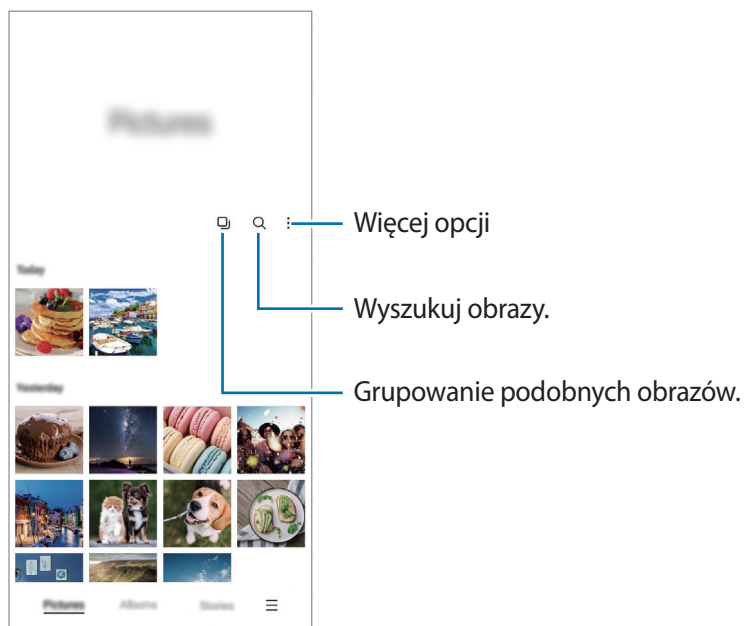 Pictures
Więcej opcji
Today
Wyszukuj obrazy.
Yesterday
Grupowanie podobnych obrazów.
Pictures Albums Stories